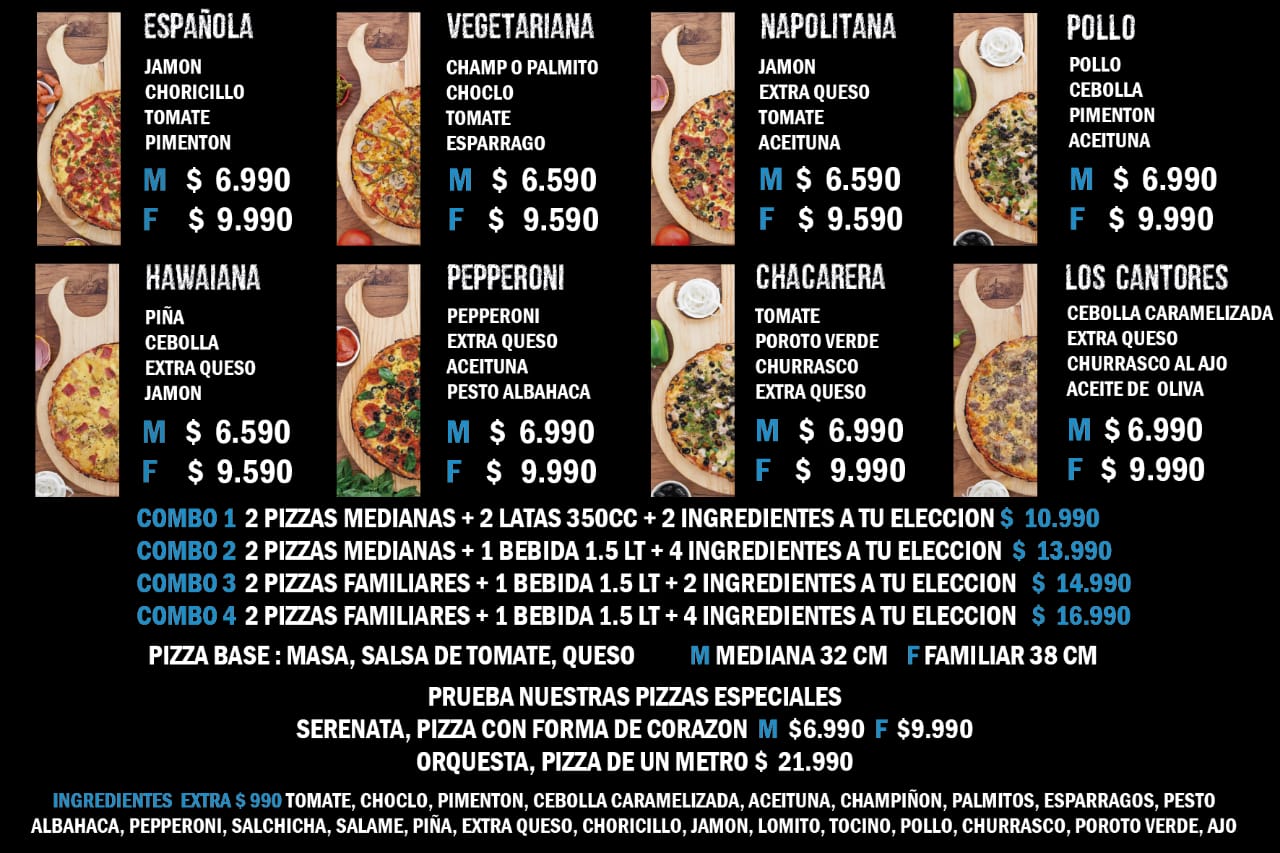 ESPAÑOLA
JAMON
CHORICILLO
TOMATE
PIMENTON
M $ 6.990
F $ 9.990
VEGETARIANA
CHAMP O PALMITO
CHOCLO
TOMATE
ESPARRAGO
M $ 6.590
F $ 9.590
NAPOLITANA
JAMON
EXTRA QUESO
TOMATE
ACEITUNA
M $ 6.590
F $ 9.590
POLLO
POLLO
CEBOLLA
PIMENTON
ACEITUNA
M $ 6.990
F $ 9.990
HAWAIANA
PIÑA
CEBOLLA
EXTRA QUESO
JAMON
M $ 6.590
F $ 9.590
PEPPERONI
PEPPERONI
EXTRA QUESO
ACEITUNA
PESTO ALBAHACA
M $ 6.990
F $ 9.990
CHACARERA
TOMATE
POROTO VERDE
CHURRASCO
EXTRA QUESO
M $ 6.990
F $ 9.990
LOS CANTORES
CEBOLLA CARAMELIZADA
EXTRA QUESO
CHURRASCO AL AJO
ACEITE DE OLIVA
M $ 6.990
F $ 9.990
COMBO 1 2 PIZZAS MEDIANAS + 2 LATAS 350CC + 2 INGREDIENTES A TU ELECCION $ 10.990
COMBO 2 2 PIZZAS MEDIANAS + 1 BEBIDA 1.5 LT + 4 INGREDIENTES A TU ELECCION $ 13.990
COMBO 3 2 PIZZAS FAMILIARES + 1 BEBIDA 1.5 LT + 2 INGREDIENTES A TU ELECCION $ 14.990
COMBO 4 2 PIZZAS FAMILIARES + 1 BEBIDA 1.5 LT + 4 INGREDIENTES A TU ELECCION $ 16.990
PIZZA BASE : MASA, SALSA DE TOMATE, QUESO M MEDIANA 32 CM F FAMILIAR 38 CM
PRUEBA NUESTRAS PIZZAS ESPECIALES
SERENATA, PIZZA CON FORMA DE CORAZON M $6.990 F $9.990
ORQUESTA, PIZZA DE UN METRO $ 21.990
INGREDIENTES EXTRA $ 990 TOMATE, CHOCLO, PIMENTON, CEBOLLA CARAMELIZADA, ACEITUNA, CHAMPIÑON, PALMITOS, ESPARRAGOS, PESTO
ALBAHACA, PEPPERONI, SALCHICHA, SALAME, PIÑA, EXTRA QUESO, CHORICILLO, JAMON, LOMITO, TOCINO, POLLO, CHURRASCO, POROTO VERDE, AJO